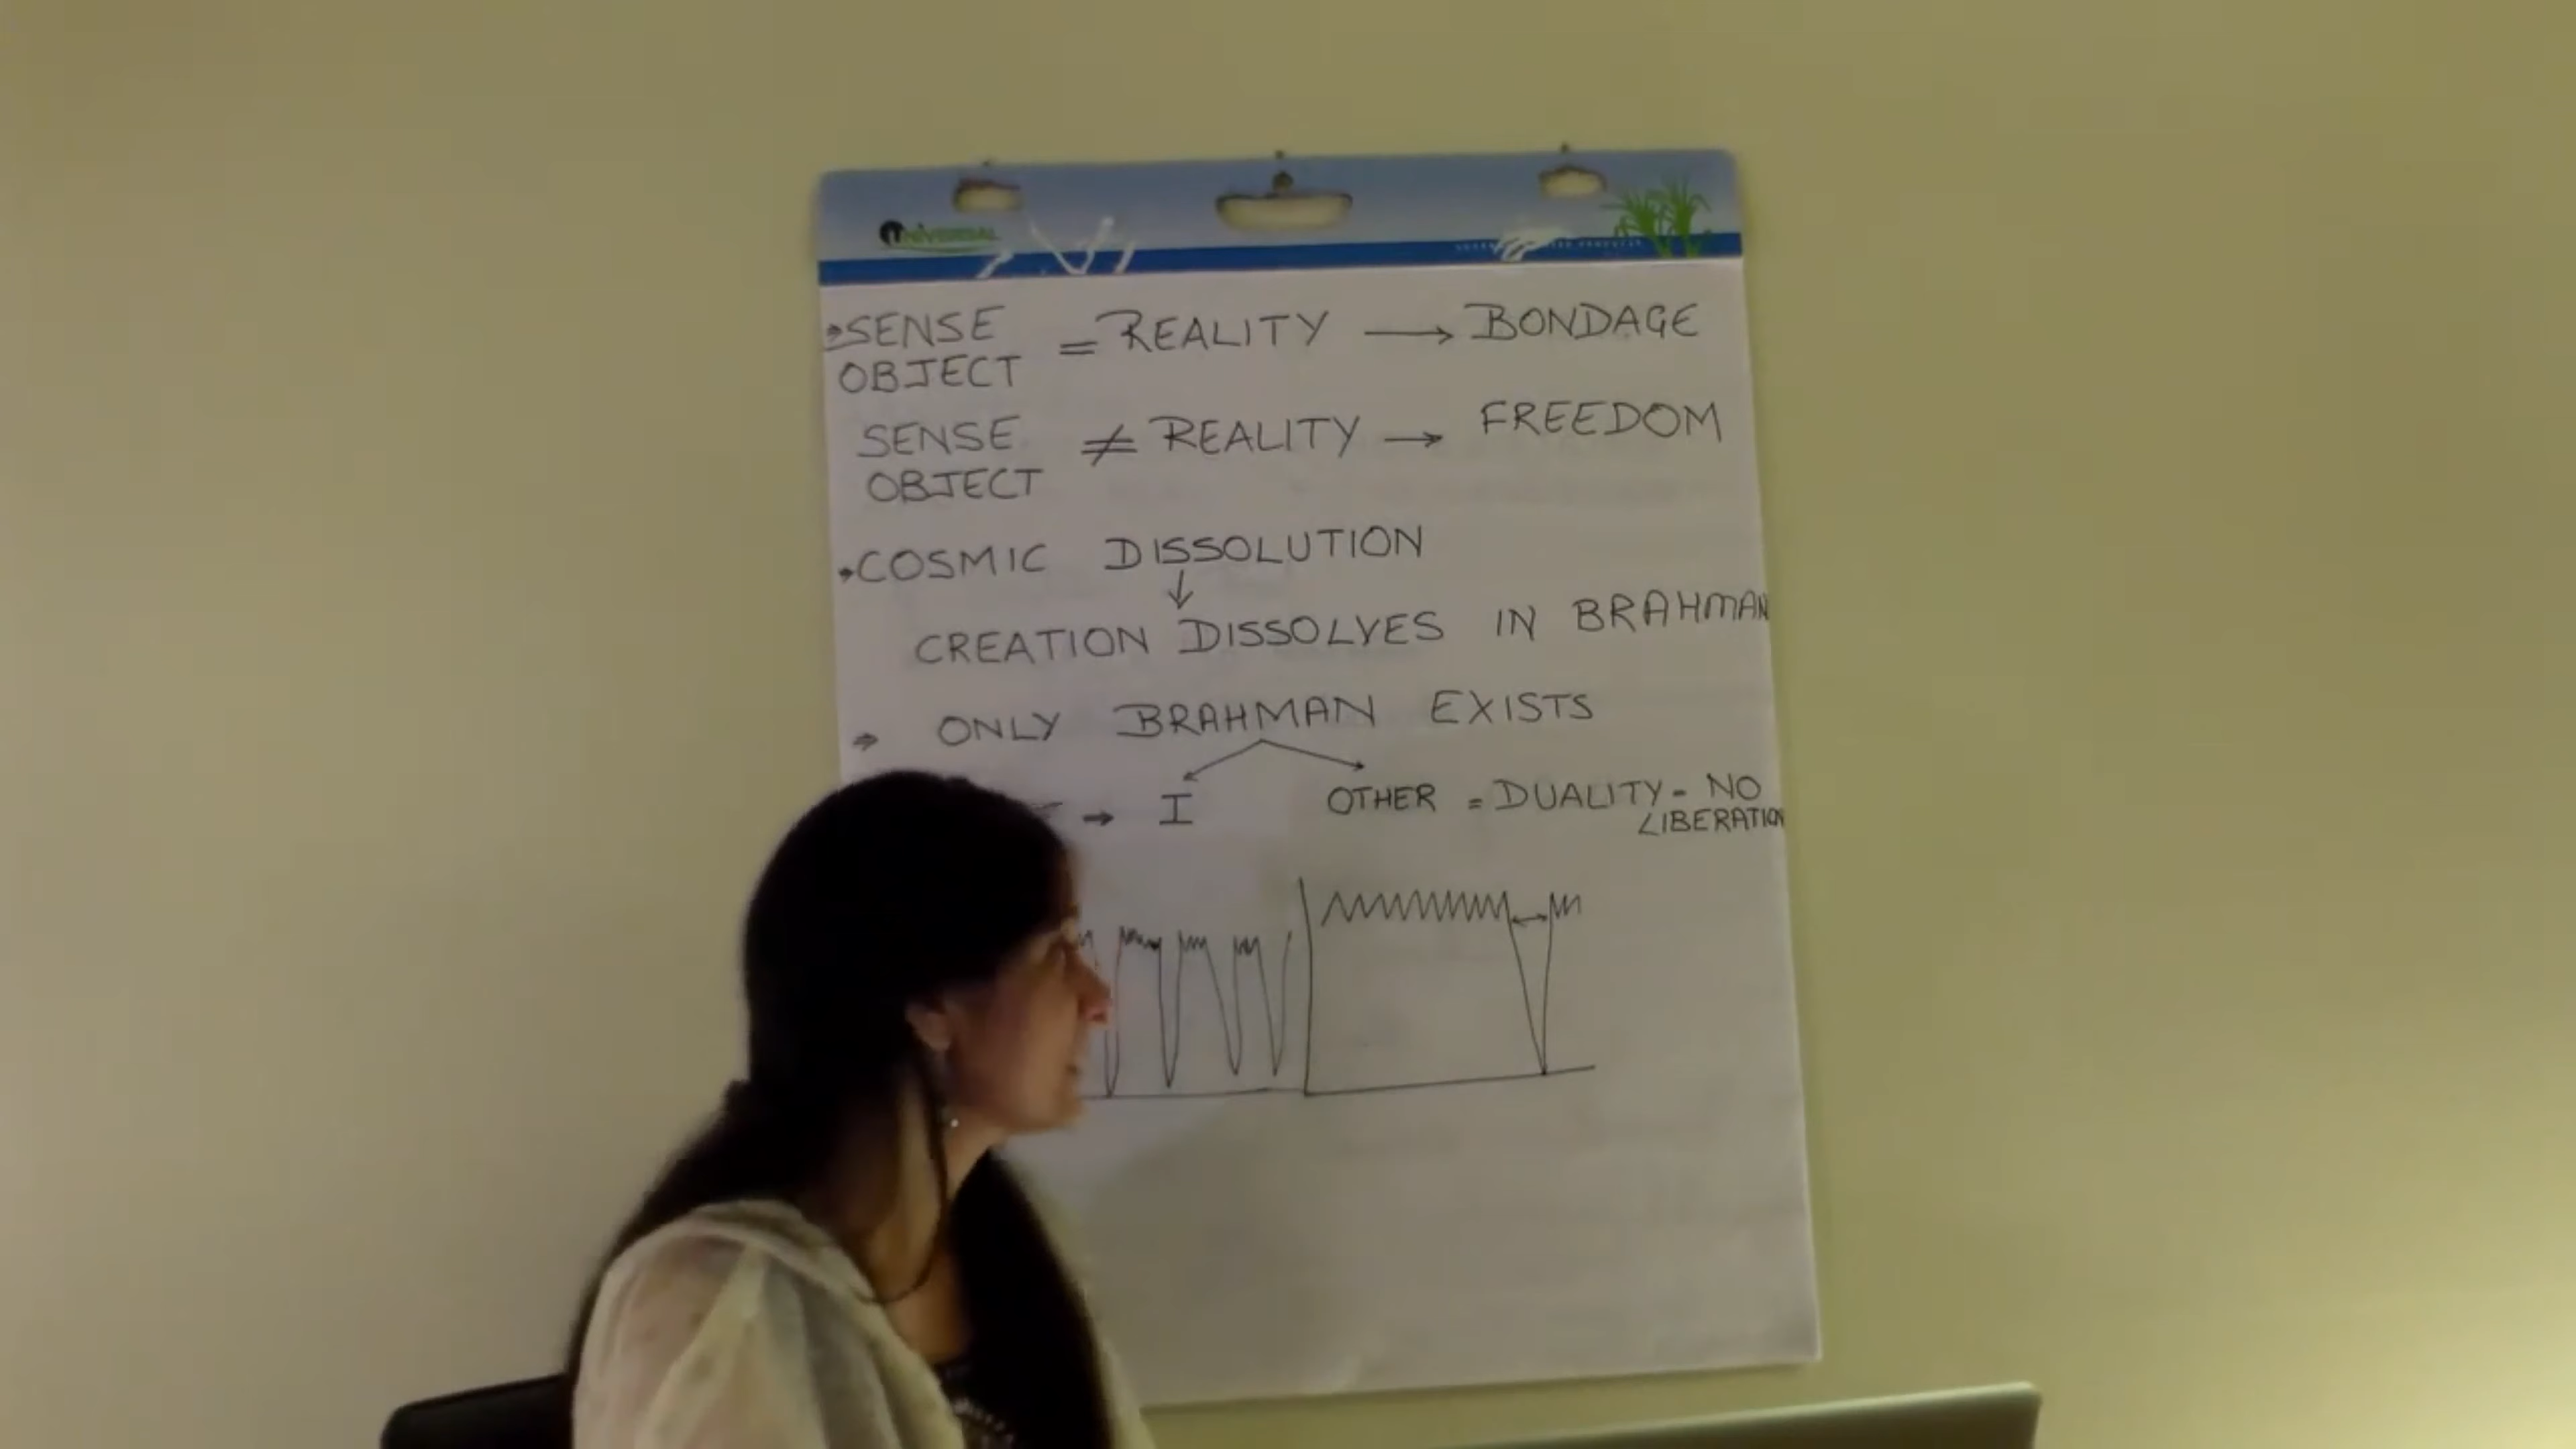 UNIVERSAL
SENSE OBJECT = REALITY → BONDAGE
SENSE OBJECT ≠ REALITY → FREEDOM
COSMIC DISSOLUTION
↓
CREATION DISSOLVES IN BRAHMAN
⇒ ONLY BRAHMAN EXISTS
→ I OTHER = DUALITY = NO LIBERATION